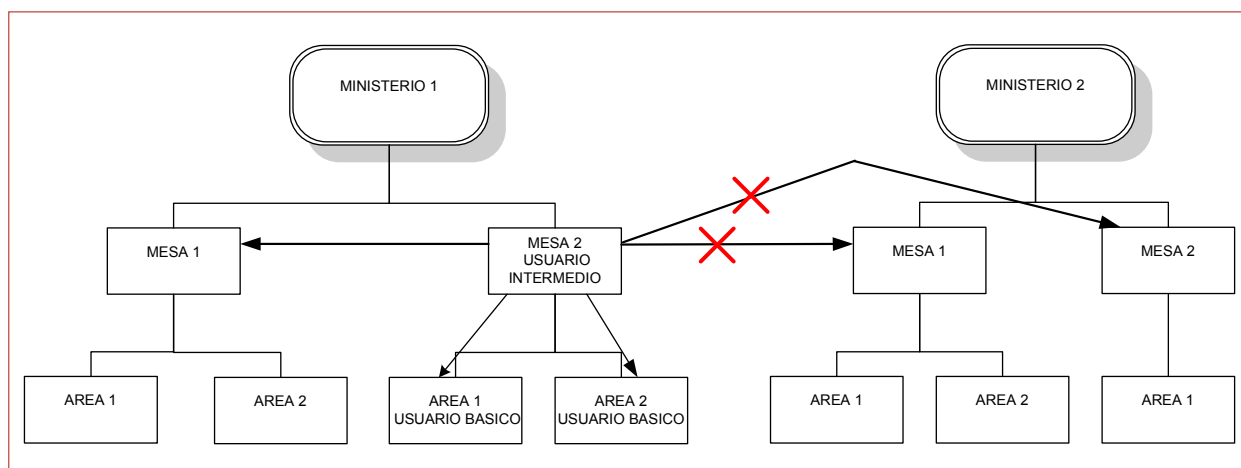 MINISTERIO 1
MINISTERIO 2
MESA 1
MESA 2
USUARIO
INTERMEDIO
MESA 1
MESA 2
AREA 1
AREA 2
AREA 1
USUARIO BASICO
AREA 2
USUARIO BASICO
AREA 1
AREA 2
AREA 1